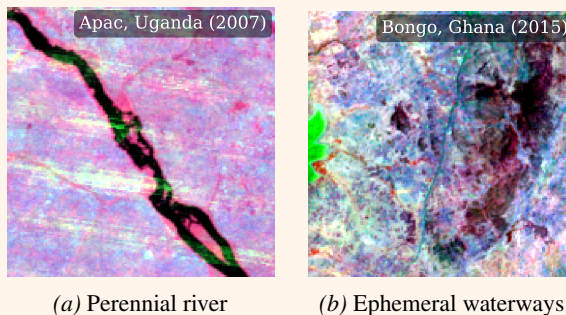 Apac, Uganda (2007)
Bongo, Ghana (2015)
(a) Perennial river
(b) Ephemeral waterways